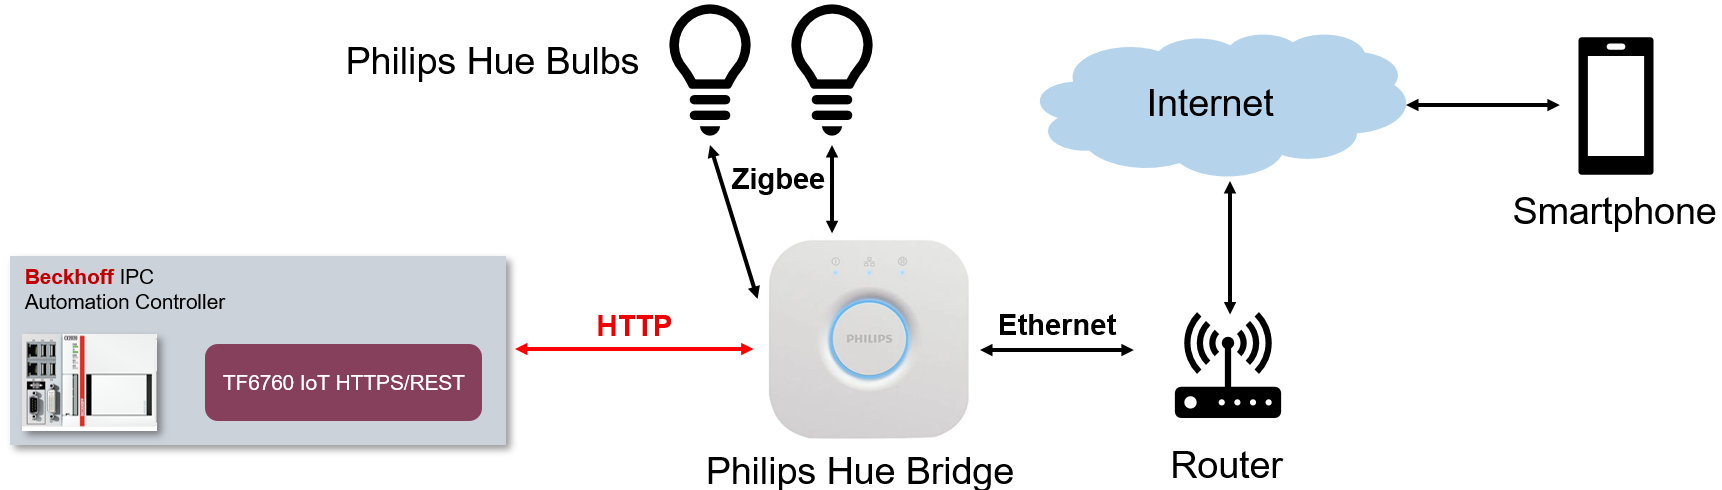 Philips Hue Bulbs
Internet
Zigbee
Smartphone
Beckhoff IPC
Automation Controller
TF6760 IoT HTTPS/REST
HTTP
PHILIPS
Ethernet
Philips Hue Bridge
Router